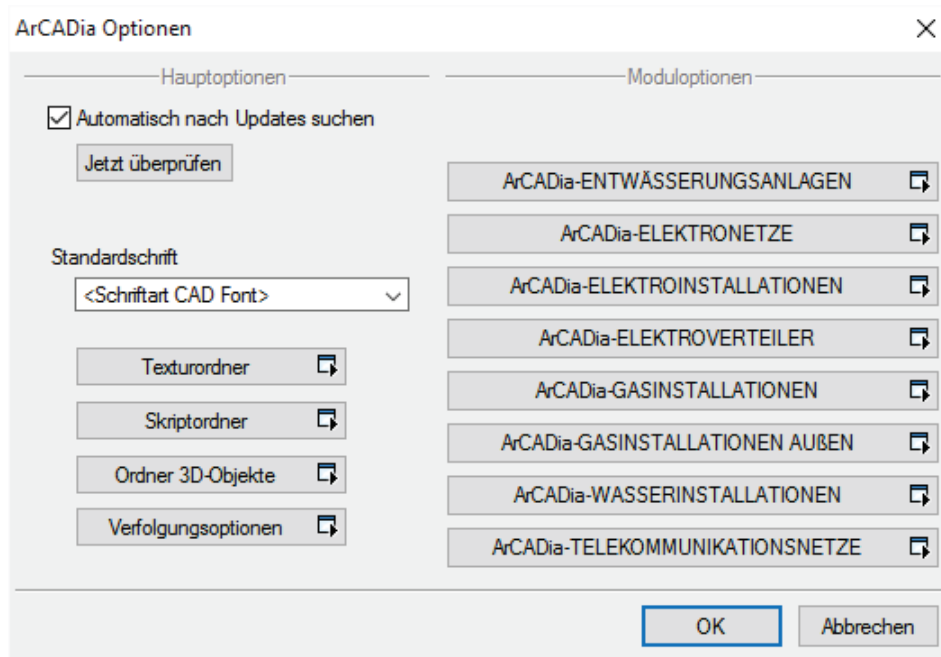 ArCADia Optionen
Hauptoptionen
Automatisch nach Updates suchen
Jetzt überprüfen
Standardschrift
<Schriftart CAD Font>
Texturordner
Skriptordner
Ordner 3D-Objekte
Verfolgungsoptionen
Moduloptionen
ArCADia-ENTWÄSSERUNGSANLAGEN
ArCADia-ELEKTRONETZE
ArCADia-ELEKTROINSTALLATIONEN
ArCADia-ELEKTROVERTEILER
ArCADia-GASINSTALLATIONEN
ArCADia-GASINSTALLATIONEN AUßEN
ArCADia-WASSERINSTALLATIONEN
ArCADia-TELEKOMMUNIKATIONSNETZE
OK
Abbrechen